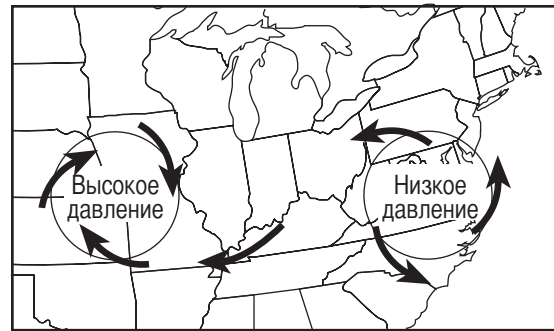 Высокое
давление
Низкое
давление